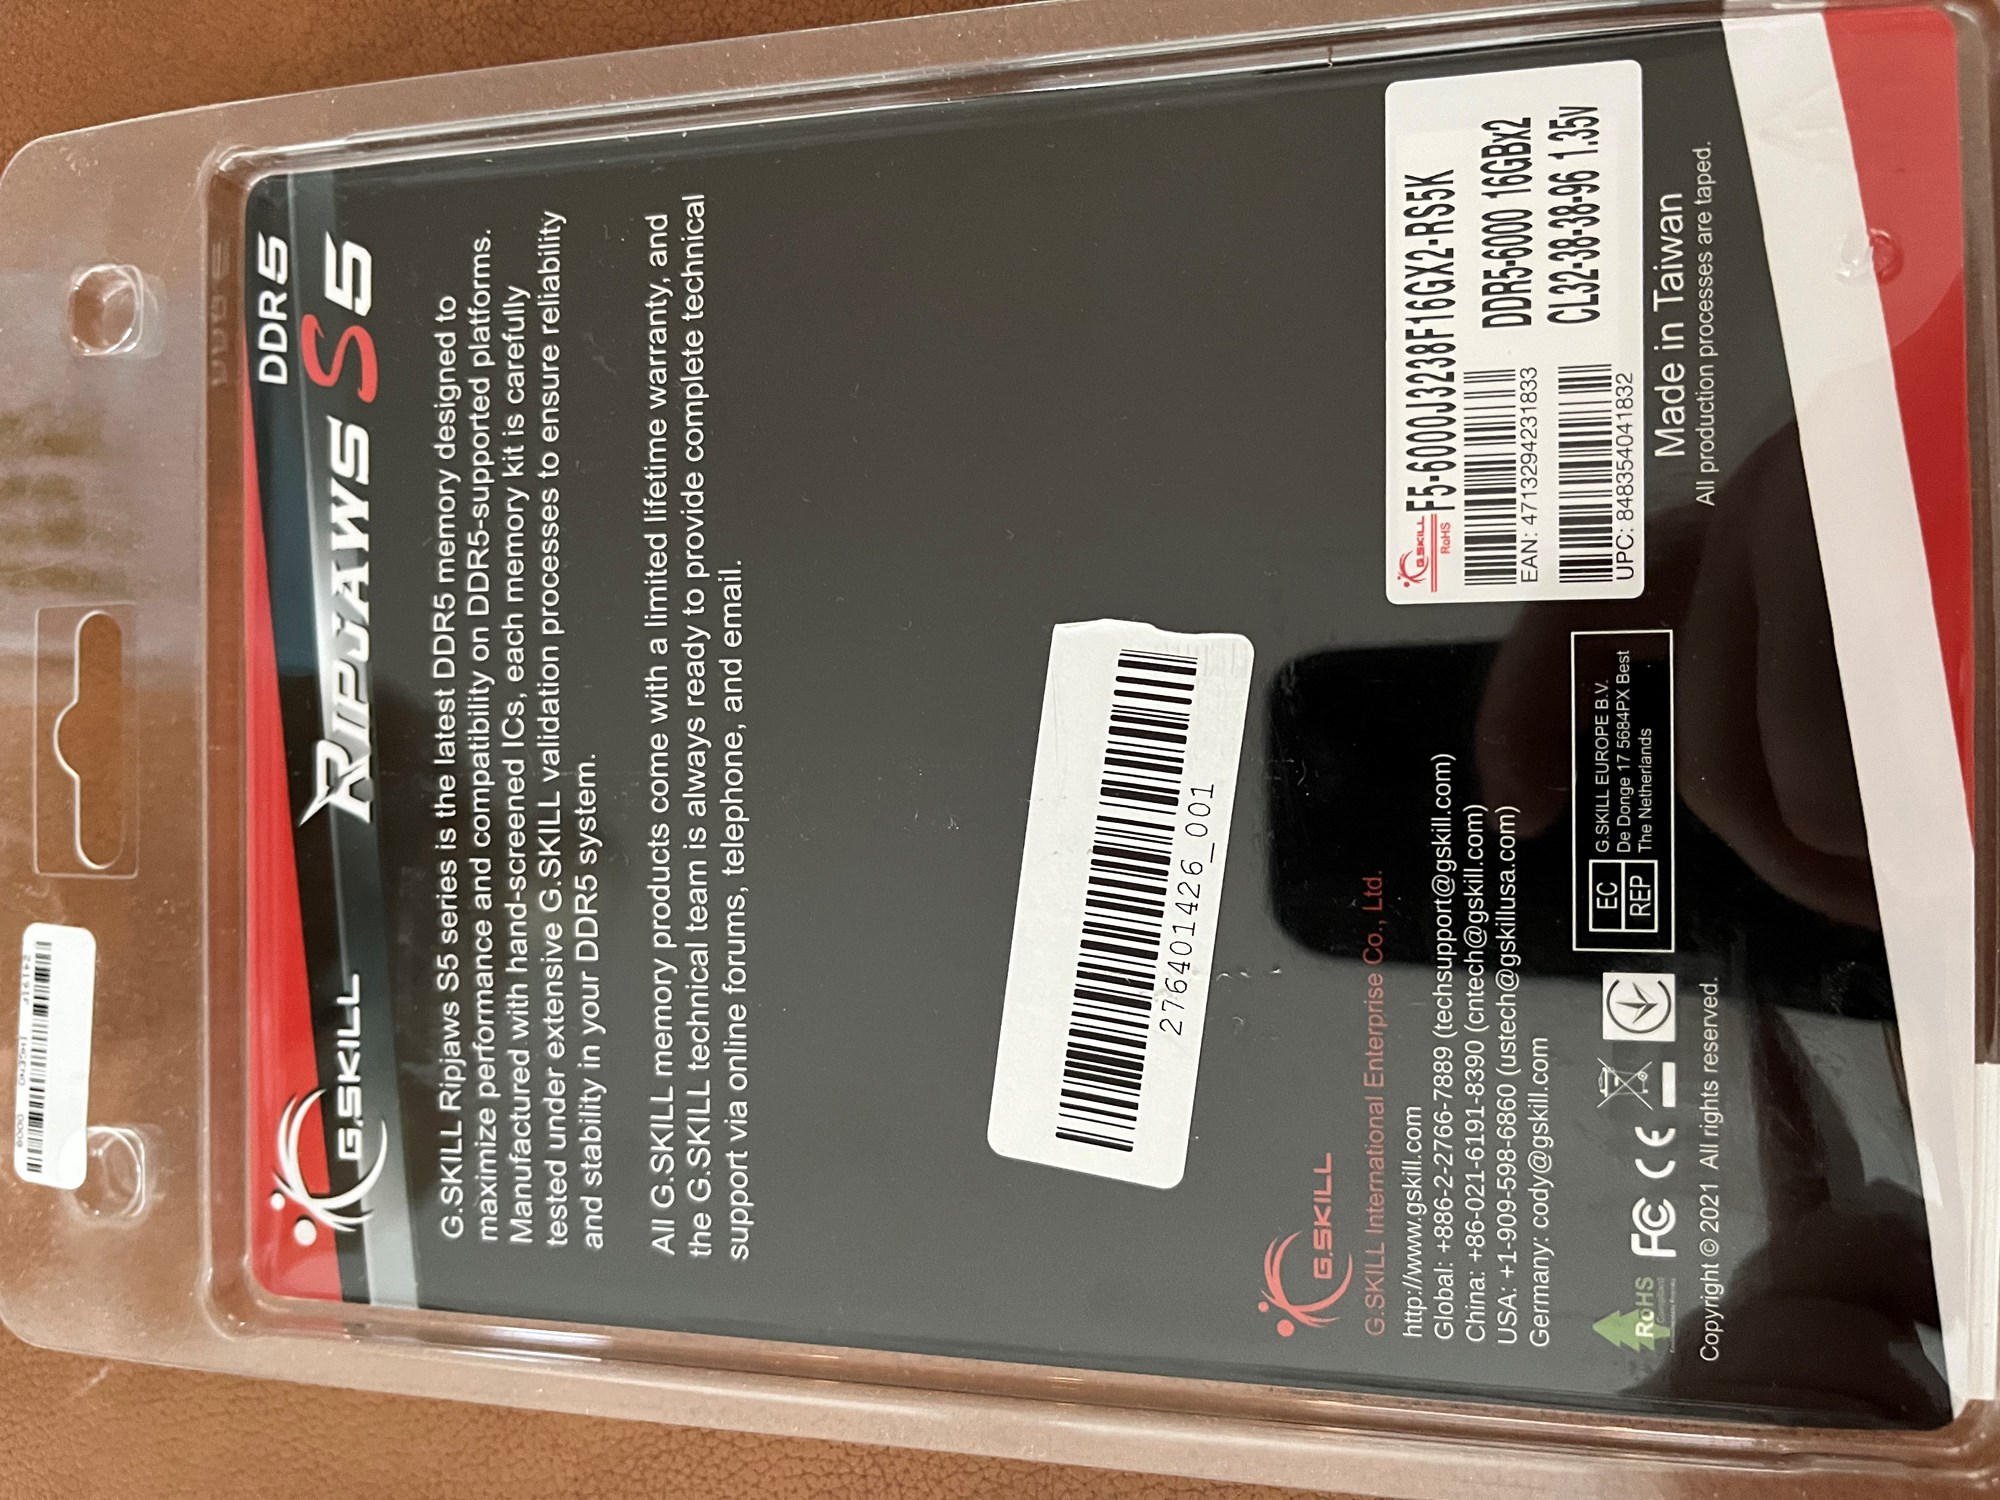 DDR5
G.SKILL RIPJAWS S5
G.SKILL Ripjaws S5 series is the latest DDR5 memory designed to
maximize performance and compatibility on DDR5-supported platforms.
Manufactured with hand-screened ICs, each memory kit is carefully
tested under extensive G.SKILL validation processes to ensure reliability
and stability in your DDR5 system.
All G.SKILL memory products come with a limited lifetime warranty, and
the G.SKILL technical team is always ready to provide complete technical
support via online forums, telephone, and email.
276401426_001
G.SKILL
G.SKILL International Enterprise Co., Ltd.
http://www.gskill.com
Global: +886-2-2766-7889 (techsupport@gskill.com)
China: +86-021-6191-8390 (cntech@gskill.com)
USA: +1-909-598-6860 (ustech@gskillusa.com)
Germany: cody@gskill.com
RoHS
FC CE
EC
REP
G.SKILL EUROPE B.V.
De Donge 17 5684PX Best
The Netherlands
Copyright © 2021 All rights reserved.
G.SKILL
RoHS
F5-6000J3238F16GX2-RS5K
EAN: 4713294231833
DDR5-6000 16GBx2
CL32-38-38-96 1.35v
UPC: 848354041832
Made in Taiwan
All production processes are taped.